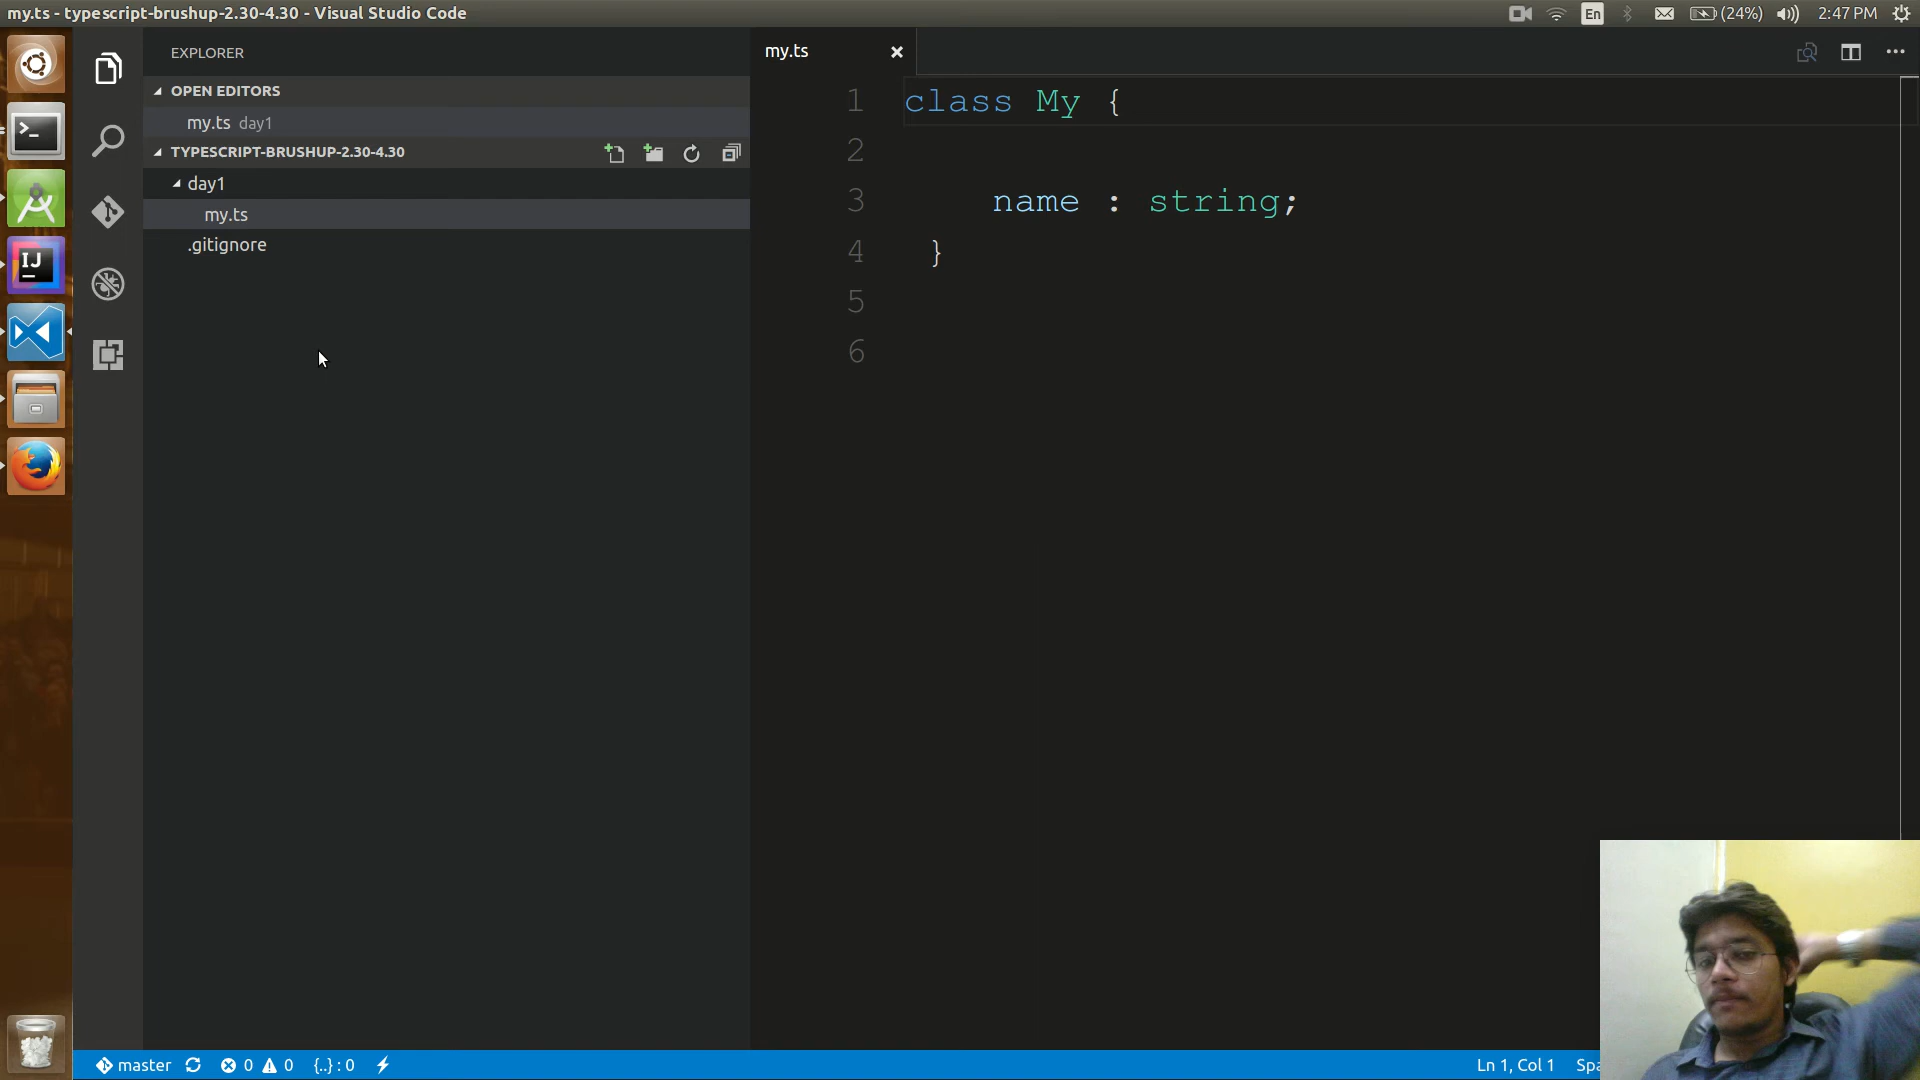 my.ts - typescript-brushup-2.30-4.30 - Visual Studio Code
En
(24%)
2:47 PM
EXPLORER
OPEN EDITORS
my.ts day1
TYPESCRIPT-BRUSHUP-2.30-4.30
day1
my.ts
.gitignore
my.ts
1 class My {
2
3 name : string;
4 }
5
6
IJ
master
0
0
{..} : 0
Ln 1, Col 1
Spa